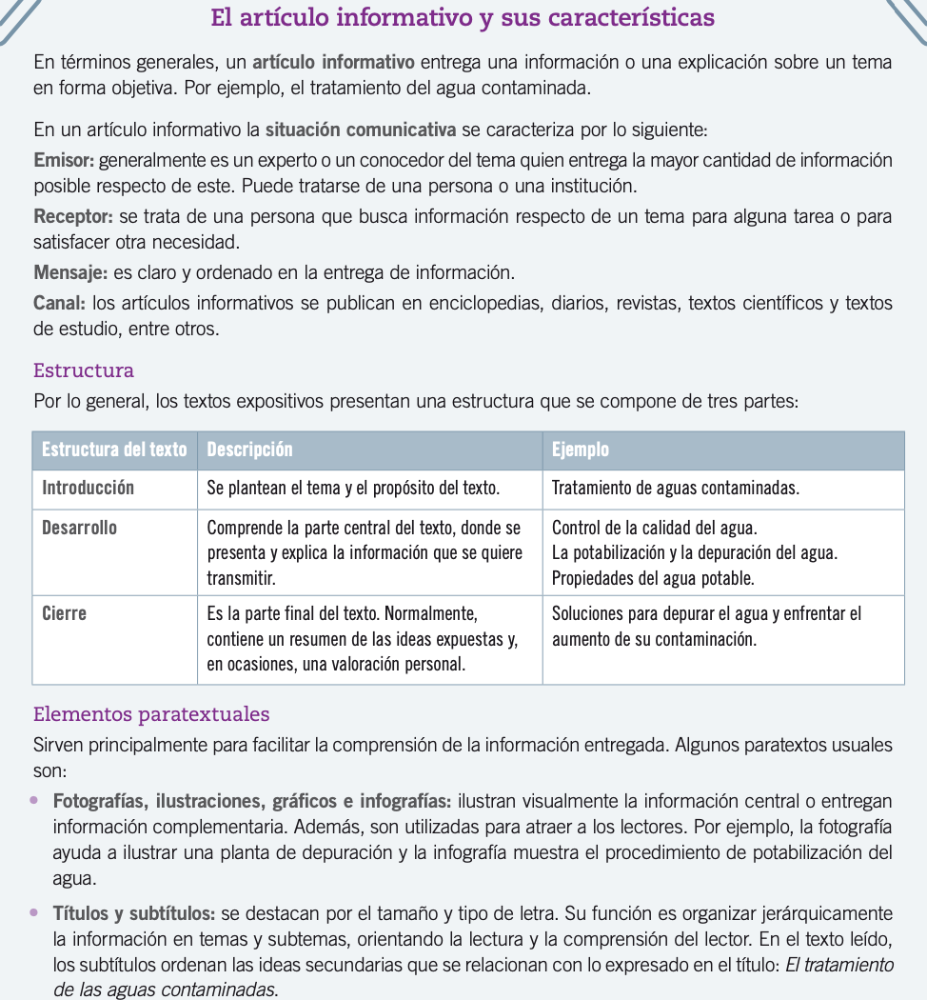 El artículo informativo y sus características
En términos generales, un artículo informativo entrega una información o una explicación sobre un tema
en forma objetiva. Por ejemplo, el tratamiento del agua contaminada.
En un artículo informativo la situación comunicativa se caracteriza por lo siguiente:
Emisor: generalmente es un experto o un conocedor del tema quien entrega la mayor cantidad de información
posible respecto de este. Puede tratarse de una persona o una institución.
Receptor: se trata de una persona que busca información respecto de un tema para alguna tarea o para
satisfacer otra necesidad.
Mensaje: es claro y ordenado en la entrega de información.
Canal: los artículos informativos se publican en enciclopedias, diarios, revistas, textos científicos y textos
de estudio, entre otros.
Estructura
Por lo general, los textos expositivos presentan una estructura que se compone de tres partes:
Estructura del texto Descripción Ejemplo
Introducción Se plantean el tema y el propósito del texto. Tratamiento de aguas contaminadas.
Desarrollo Comprende la parte central del texto, donde se Control de la calidad del agua.
presenta y explica la información que se quiere La potabilización y la depuración del agua.
transmitir. Propiedades del agua potable.
Cierre Es la parte final del texto. Normalmente, Soluciones para depurar el agua y enfrentar el
contiene un resumen de las ideas expuestas y, aumento de su contaminación.
en ocasiones, una valoración personal.
Elementos paratextuales
Sirven principalmente para facilitar la comprensión de la información entregada. Algunos paratextos usuales
son:
• Fotografías, ilustraciones, gráficos e infografías: ilustran visualmente la información central o entregan
información complementaria. Además, son utilizadas para atraer a los lectores. Por ejemplo, la fotografía
ayuda a ilustrar una planta de depuración y la infografía muestra el procedimiento de potabilización del
agua.
• Títulos y subtítulos: se destacan por el tamaño y tipo de letra. Su función es organizar jerárquicamente
la información en temas y subtemas, orientando la lectura y la comprensión del lector. En el texto leído,
los subtítulos ordenan las ideas secundarias que se relacionan con lo expresado en el título: El tratamiento
de las aguas contaminadas.